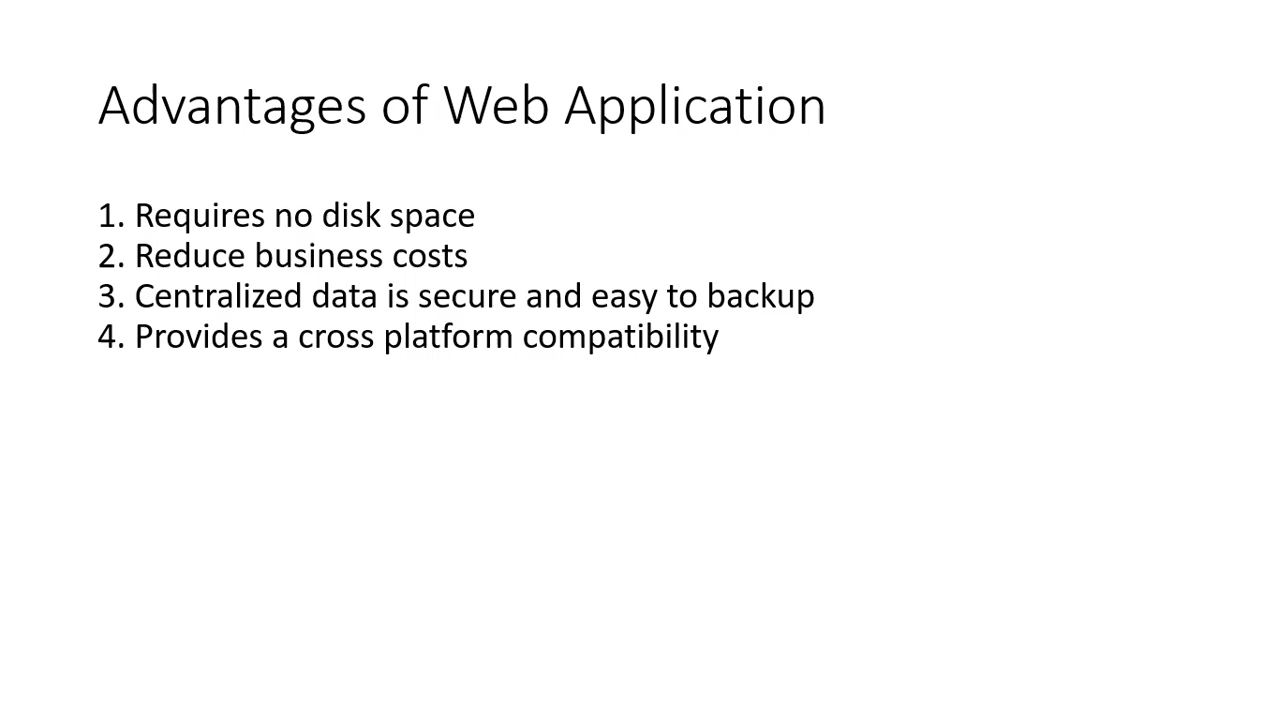 Advantages of Web Application
1. Requires no disk space
2. Reduce business costs
3. Centralized data is secure and easy to backup
4. Provides a cross platform compatibility